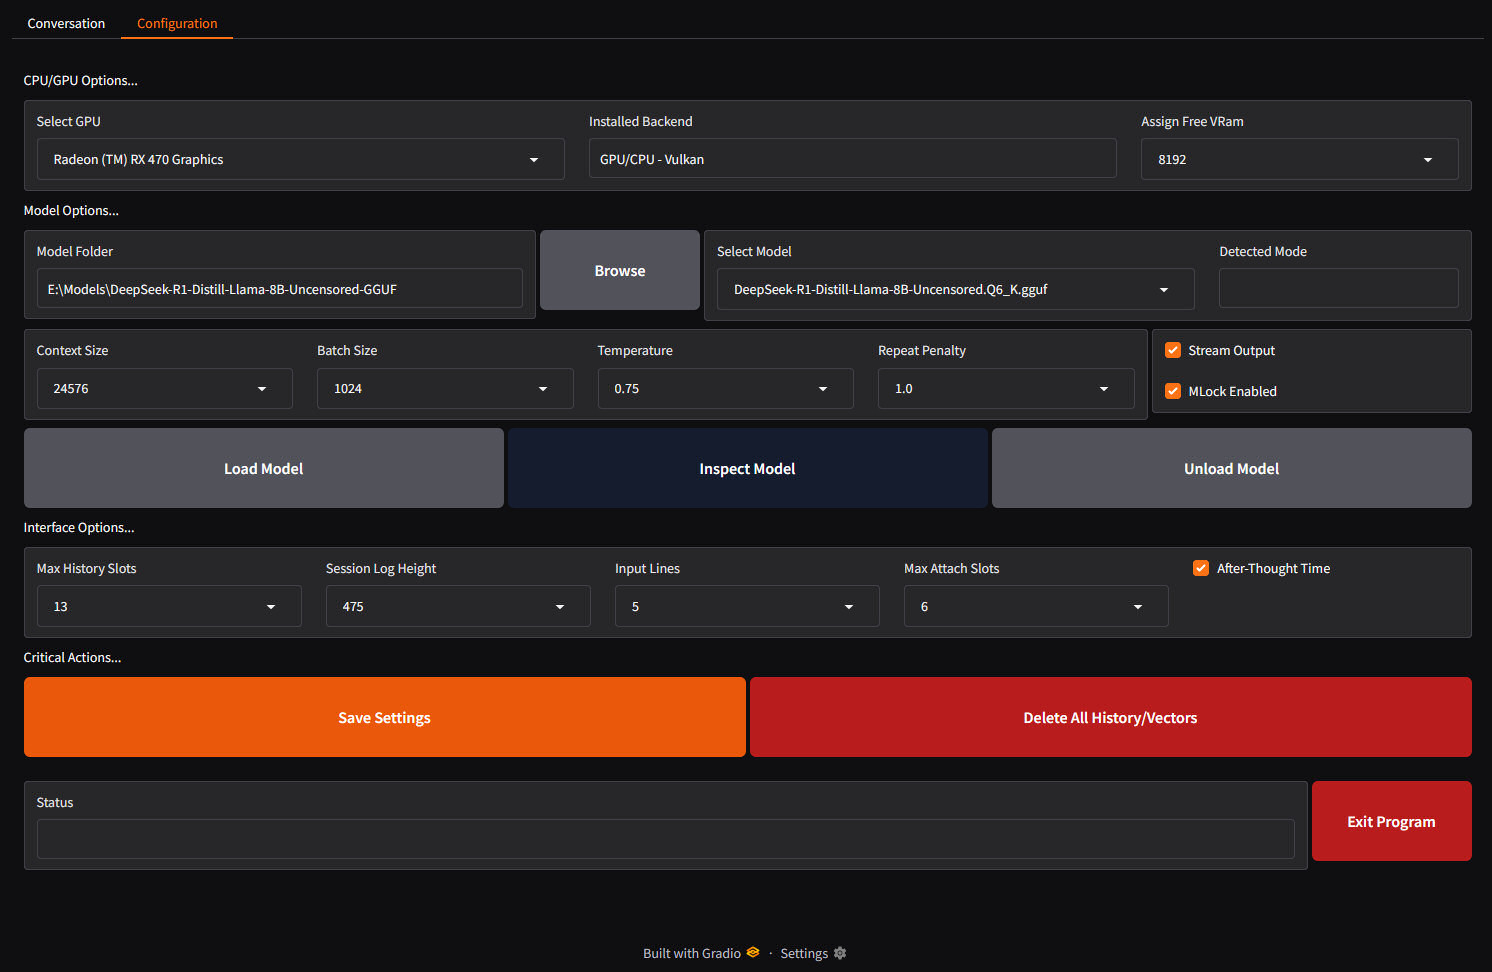 Conversation
Configuration
CPU/GPU Options...
Select GPU
Installed Backend
Assign Free VRam
Radeon (TM) RX 470 Graphics
GPU/CPU - Vulkan
8192
Model Options...
Model Folder
E:\Models\DeepSeek-R1-Distill-Llama-8B-Uncensored-GGUF
Browse
Select Model
Detected Mode
DeepSeek-R1-Distill-Llama-8B-Uncensored.Q6_K.gguf
Context Size
Batch Size
Temperature
Repeat Penalty
24576
1024
0.75
1.0
Stream Output
MLock Enabled
Load Model
Inspect Model
Unload Model
Interface Options...
Max History Slots
Session Log Height
Input Lines
Max Attach Slots
After-Thought Time
13
475
5
6
Critical Actions...
Save Settings
Delete All History/Vectors
Status
Exit Program
Built with Gradio · Settings